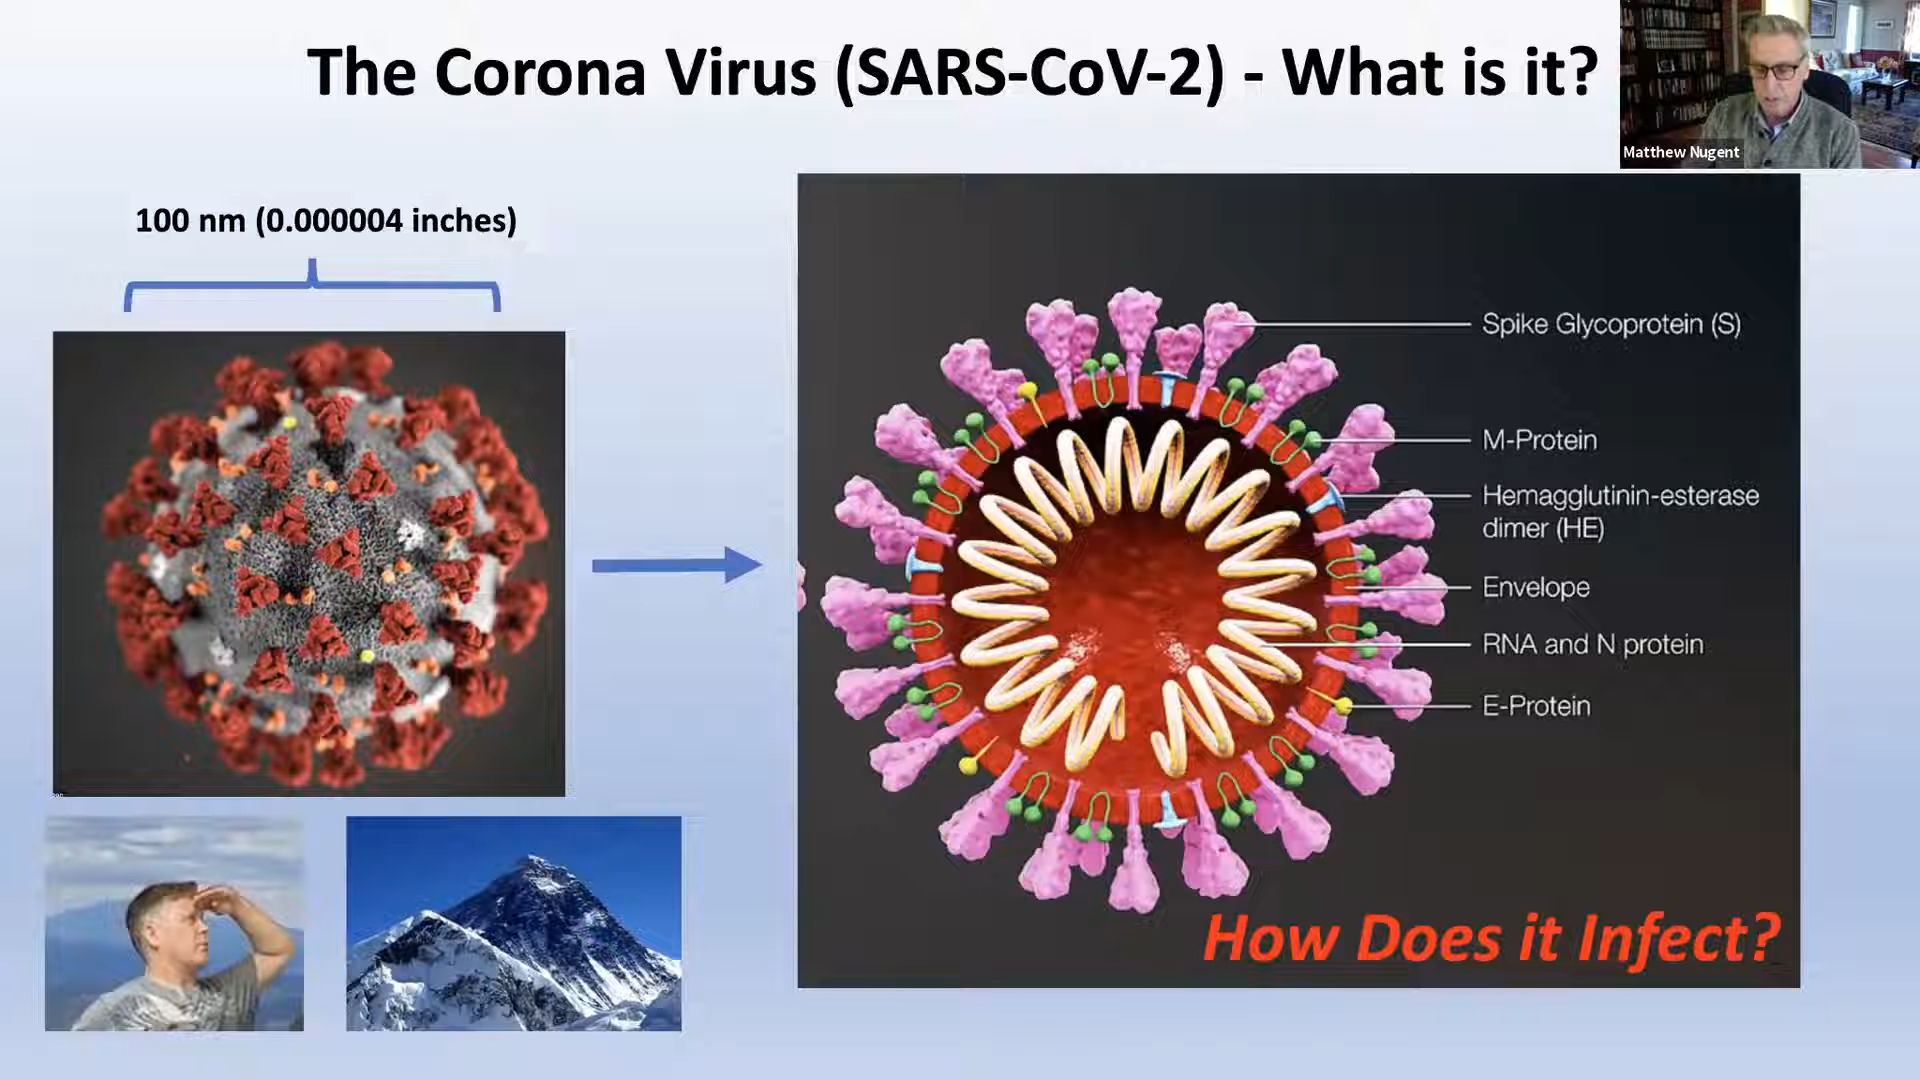 The Corona Virus (SARS-CoV-2) - What is it?
Matthew Nugent
100 nm (0.000004 inches)
Spike Glycoprotein (S)
M-Protein
Hemagglutinin-esterase
dimer (HE)
Envelope
RNA and N protein
E-Protein
How Does it Infect?